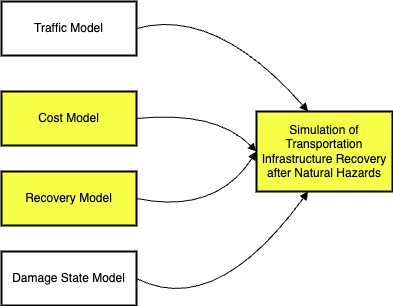 Traffic Model
Cost Model
Recovery Model
Damage State Model
Simulation of
Transportation
Infrastructure Recovery
after Natural Hazards